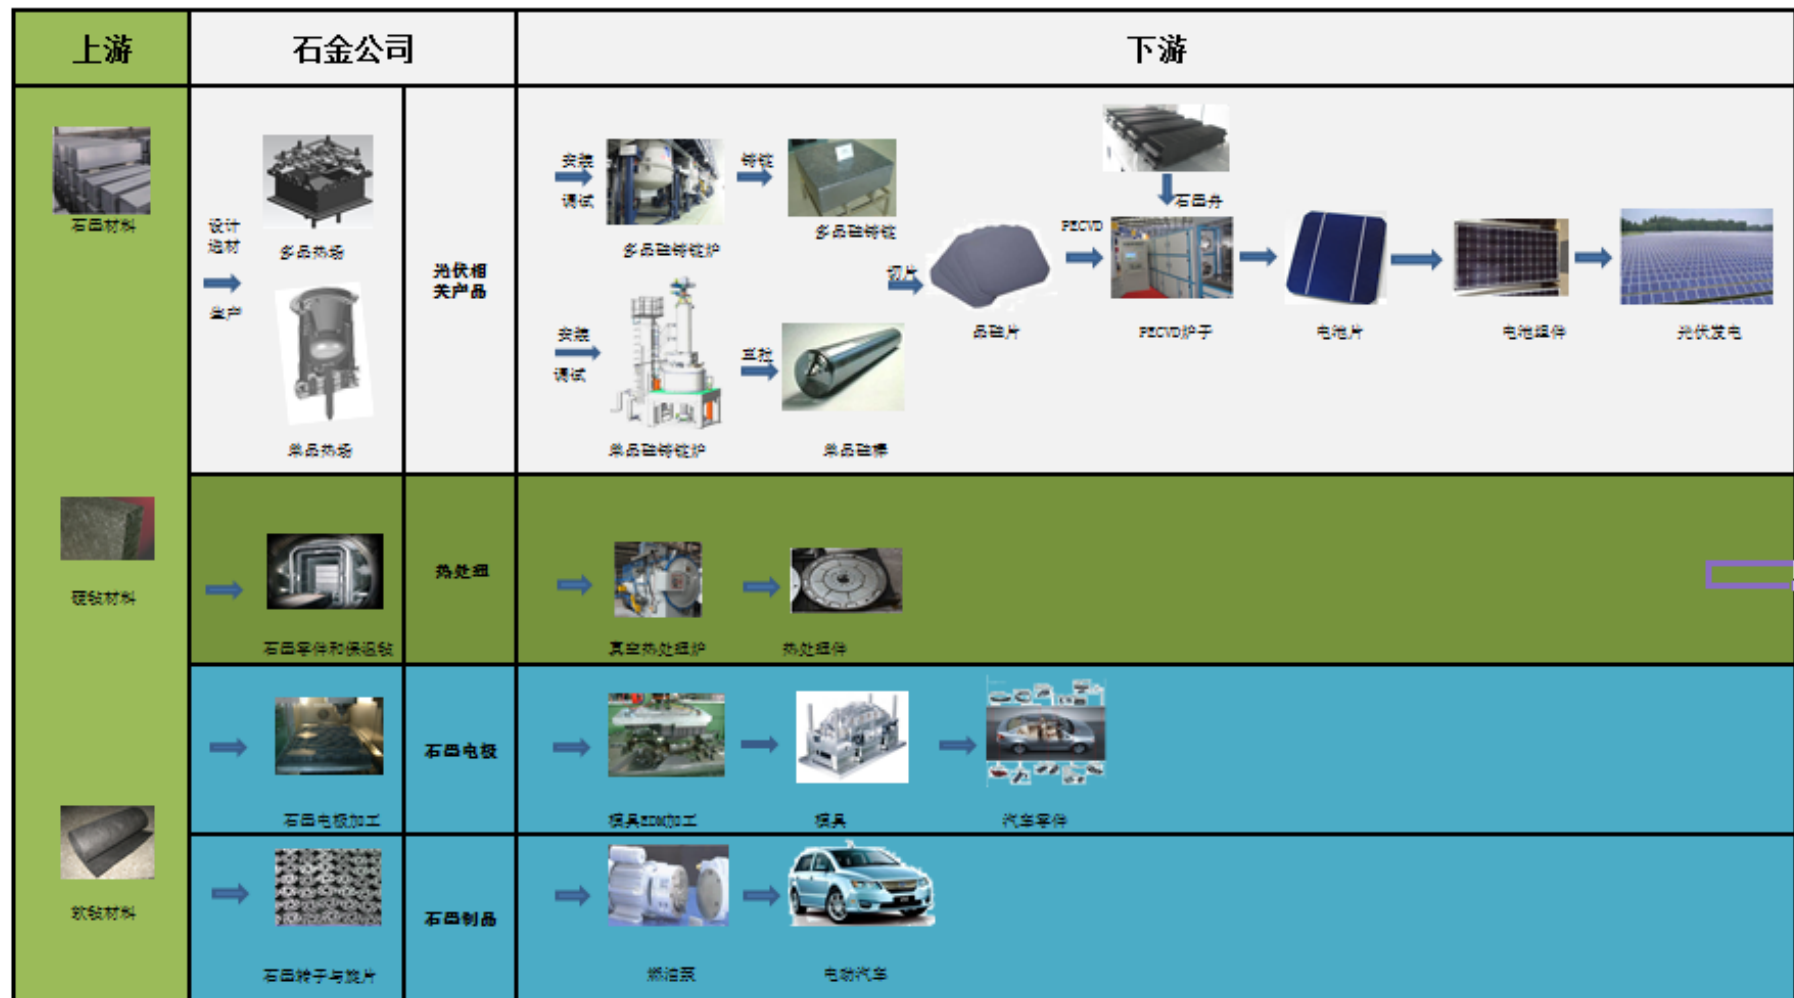 上游
石金公司
下游
石墨材料
设计
选材
生产
多晶热场
单晶热场
光伏相
关产品
安装
调试
多晶硅铸锭炉
铸锭
多晶硅铸锭
安装
调试
单晶硅铸锭炉
直拉
单晶硅棒
切片
晶硅片
PECVD
石墨舟
PECVD炉子
电池片
电池组件
光伏发电
硬毡材料
石墨零件和保温毡
热处理
真空热处理炉
热处理件
石墨电极加工
石墨电极
模具EDM加工
模具
汽车零件
软毡材料
石墨转子与旋片
石墨制品
燃油泵
电动汽车